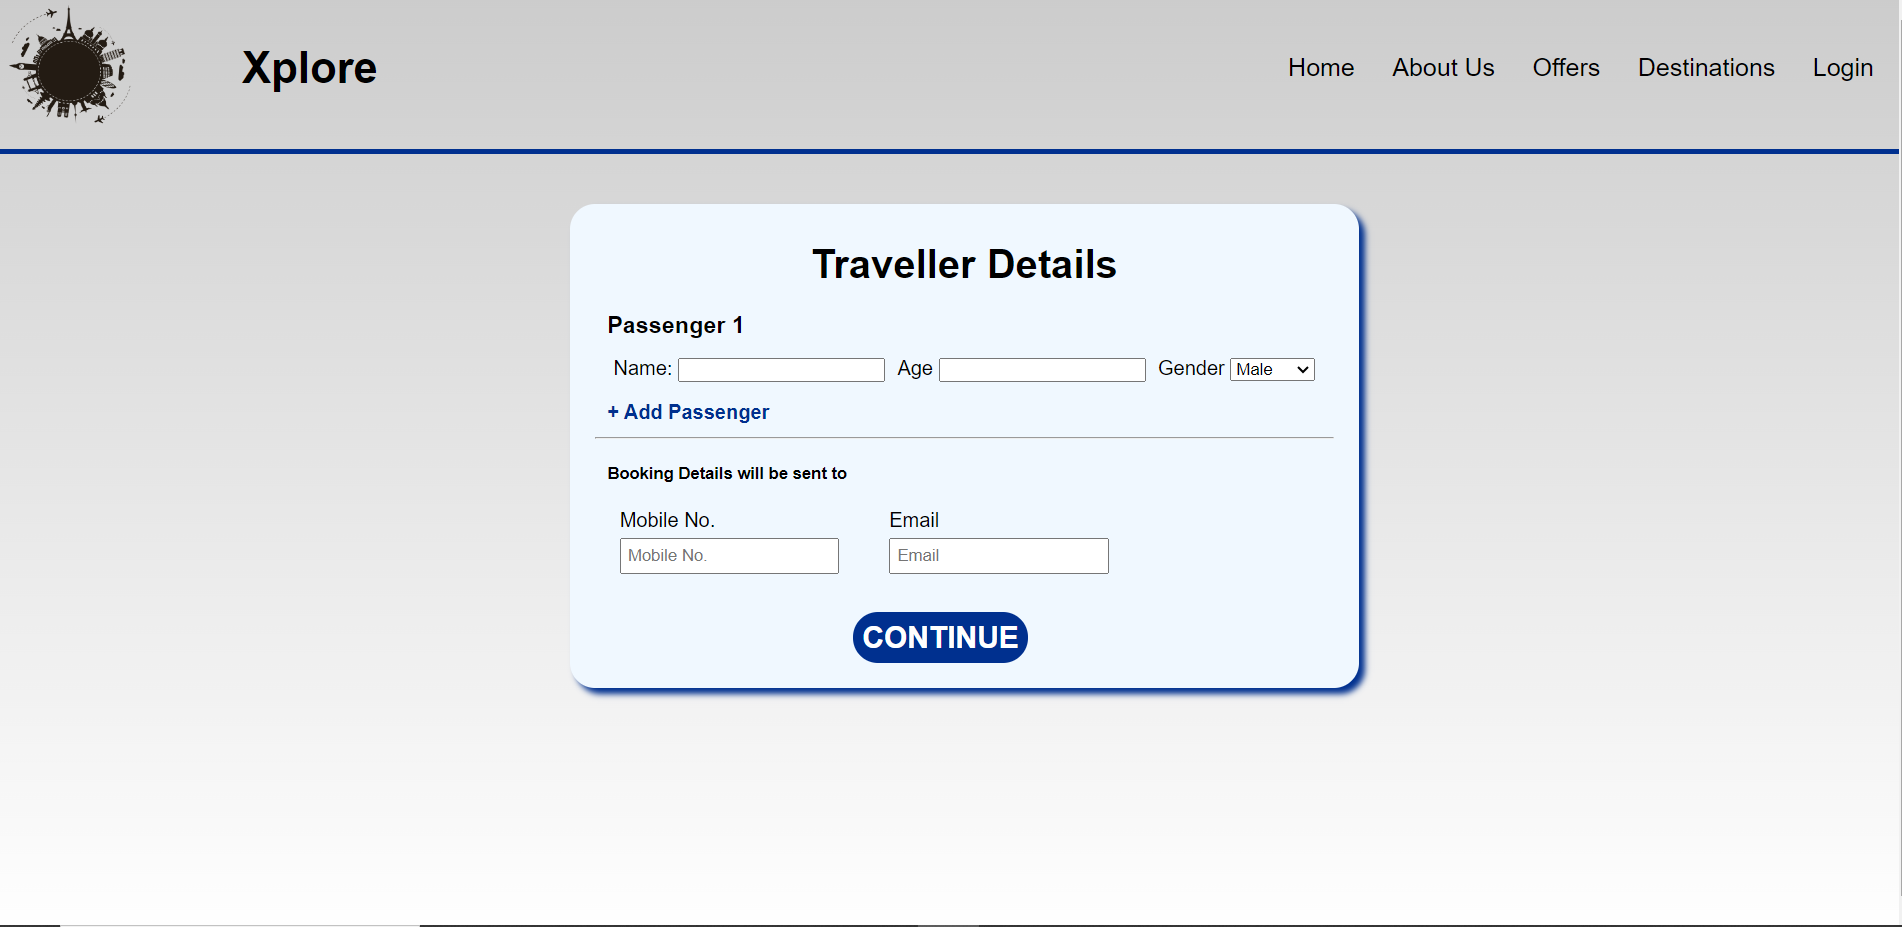 Xplore
Home About Us Offers Destinations Login
Traveller Details
Passenger 1
Name: Age Gender Male
+ Add Passenger
Booking Details will be sent to
Mobile No. Email
Mobile No. Email
CONTINUE